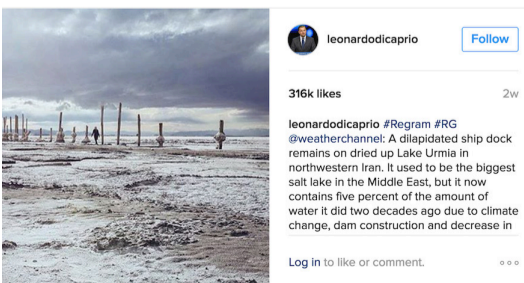 leonardodicaprio
Follow
316k likes
2w
leonardodicaprio #Regram #RG
@weatherchannel: A dilapidated ship dock
remains on dried up Lake Urmia in
northwestern Iran. It used to be the biggest
salt lake in the Middle East, but it now
contains five percent of the amount of
water it did two decades ago due to climate
change, dam construction and decrease in
Log in to like or comment.